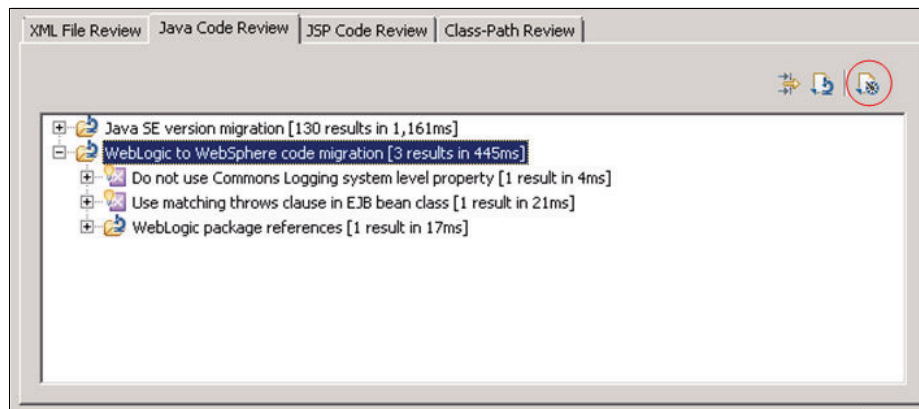 XML File Review Java Code Review JSP Code Review Class-Path Review
Java SE version migration [130 results in 1,161ms]
WebLogic to WebSphere code migration [3 results in 445ms]
Do not use Commons Logging system level property [1 result in 4ms]
Use matching throws clause in EJB bean class [1 result in 21ms]
WebLogic package references [1 result in 17ms]